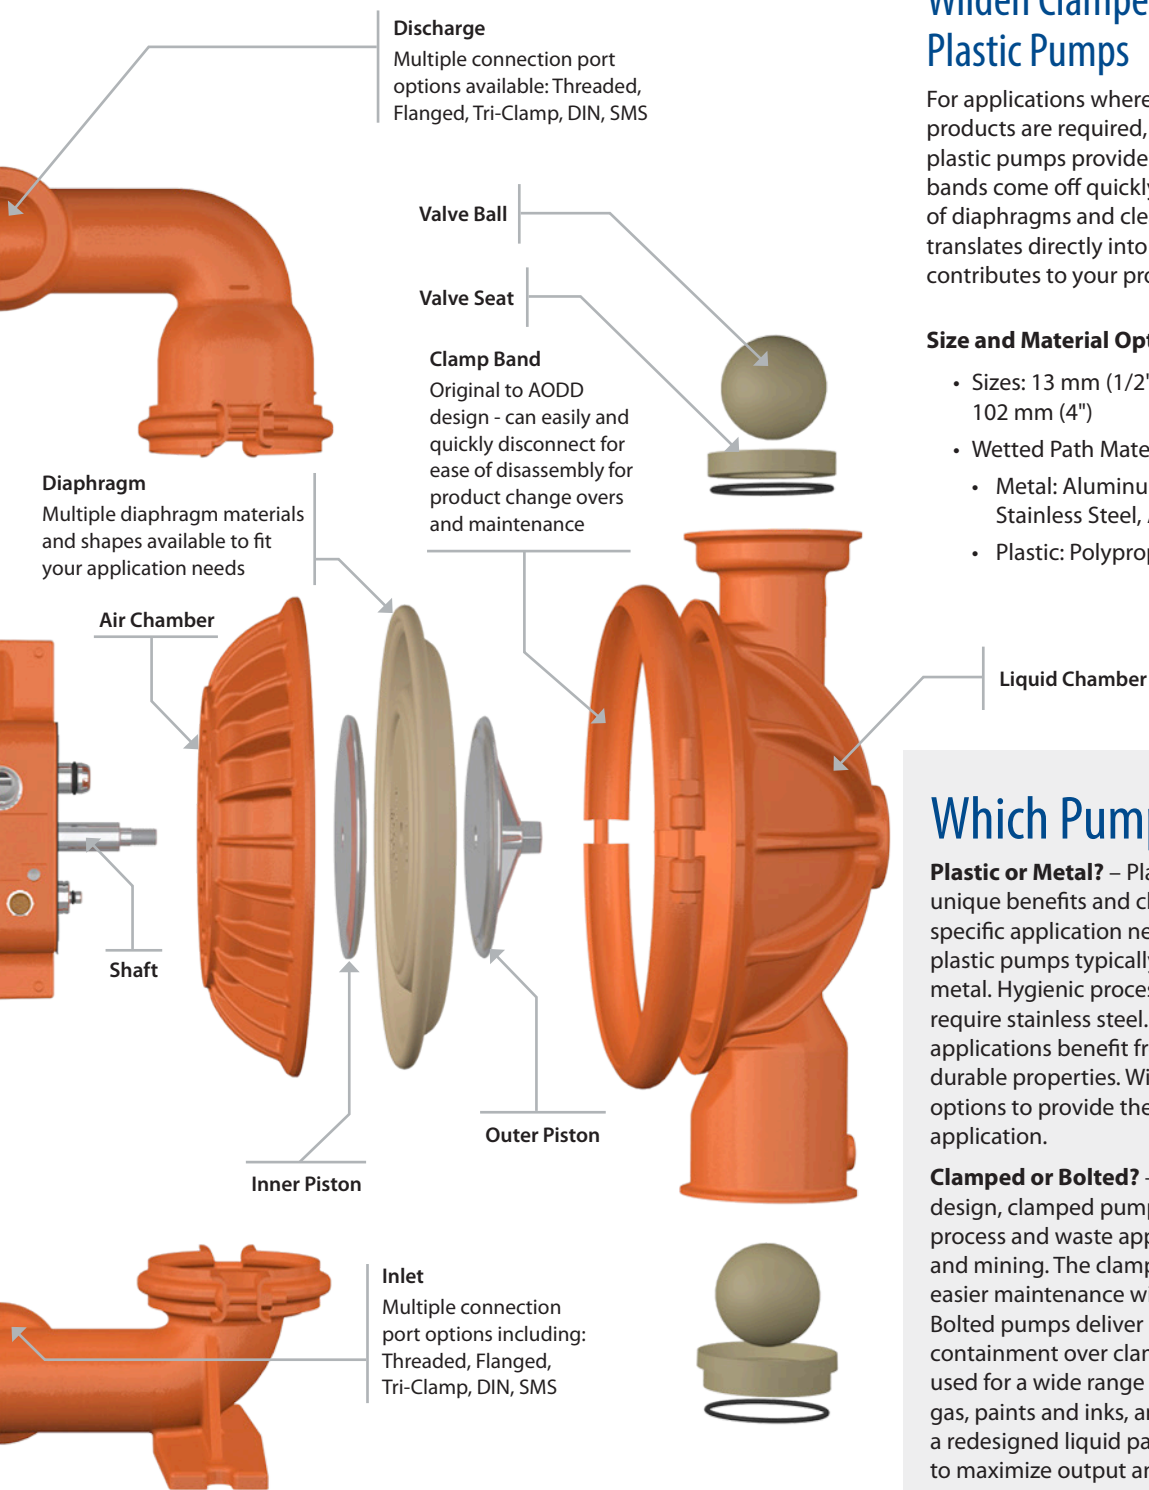 Discharge
Multiple connection port
options available: Threaded,
Flanged, Tri-Clamp, DIN, SMS
Valve Ball
Valve Seat
Clamp Band
Original to AODD
design - can easily and
quickly disconnect for
ease of disassembly for
product change overs
and maintenance
Diaphragm
Multiple diaphragm materials
and shapes available to fit
your application needs
Air Chamber
Shaft
Inner Piston
Outer Piston
Liquid Chamber
Inlet
Multiple connection
port options including:
Threaded, Flanged,
Tri-Clamp, DIN, SMS
Wilden Clampe
Plastic Pumps
For applications where
products are required,
plastic pumps provide
bands come off quickly
of diaphragms and cle
translates directly into
contributes to your pro
Size and Material Opt
• Sizes: 13 mm (1/2"
102 mm (4")
• Wetted Path Mate
• Metal: Aluminu
Stainless Steel,
• Plastic: Polyprop
Which Pump
Plastic or Metal? – Pla
unique benefits and cl
specific application ne
plastic pumps typically
metal. Hygienic proces
require stainless steel.
applications benefit fr
durable properties. Wi
options to provide the
application.
Clamped or Bolted? –
design, clamped pump
process and waste app
and mining. The clamp
easier maintenance wi
Bolted pumps deliver
containment over clam
used for a wide range
gas, paints and inks, an
a redesigned liquid pa
to maximize output an